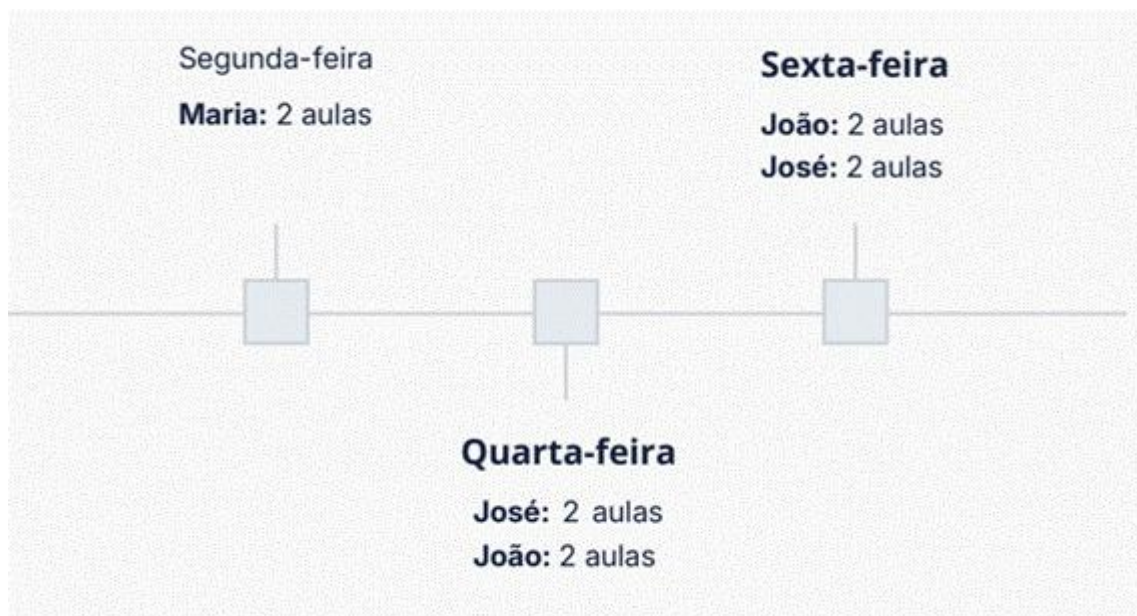 Segunda-feira
Maria: 2 aulas
Quarta-feira
José: 2 aulas
João: 2 aulas
Sexta-feira
João: 2 aulas
José: 2 aulas